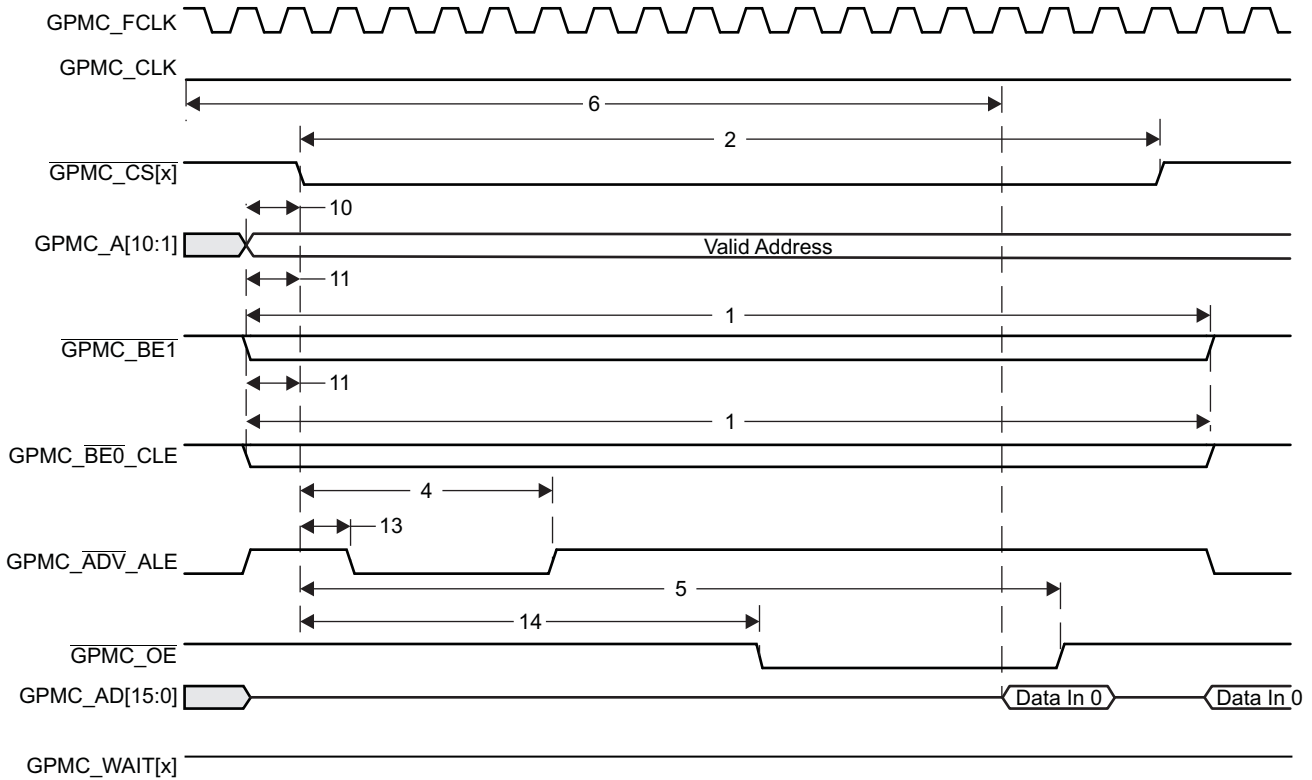 GPMC_FCLK
GPMC_CLK
6
2
GPMC_CS[x]
10
GPMC_A[10:1]
Valid Address
11
1
GPMC_BE1
11
1
GPMC_BE0_CLE
4
13
GPMC_ADV_ALE
5
14
GPMC_OE
GPMC_AD[15:0]
Data In 0
Data In 0
GPMC_WAIT[x]